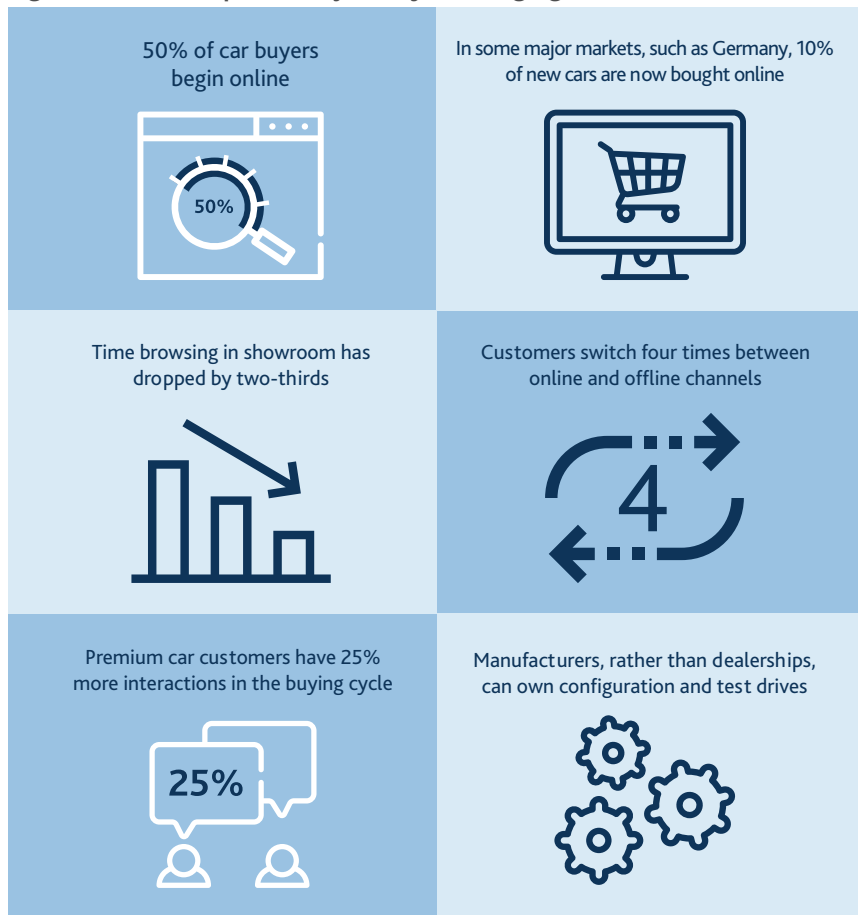 50% of car buyers
begin online
50%
In some major markets, such as Germany, 10%
of new cars are now bought online
Time browsing in showroom has
dropped by two-thirds
Customers switch four times between
online and offline channels
4
Premium car customers have 25%
more interactions in the buying cycle
25%
Manufacturers, rather than dealerships,
can own configuration and test drives